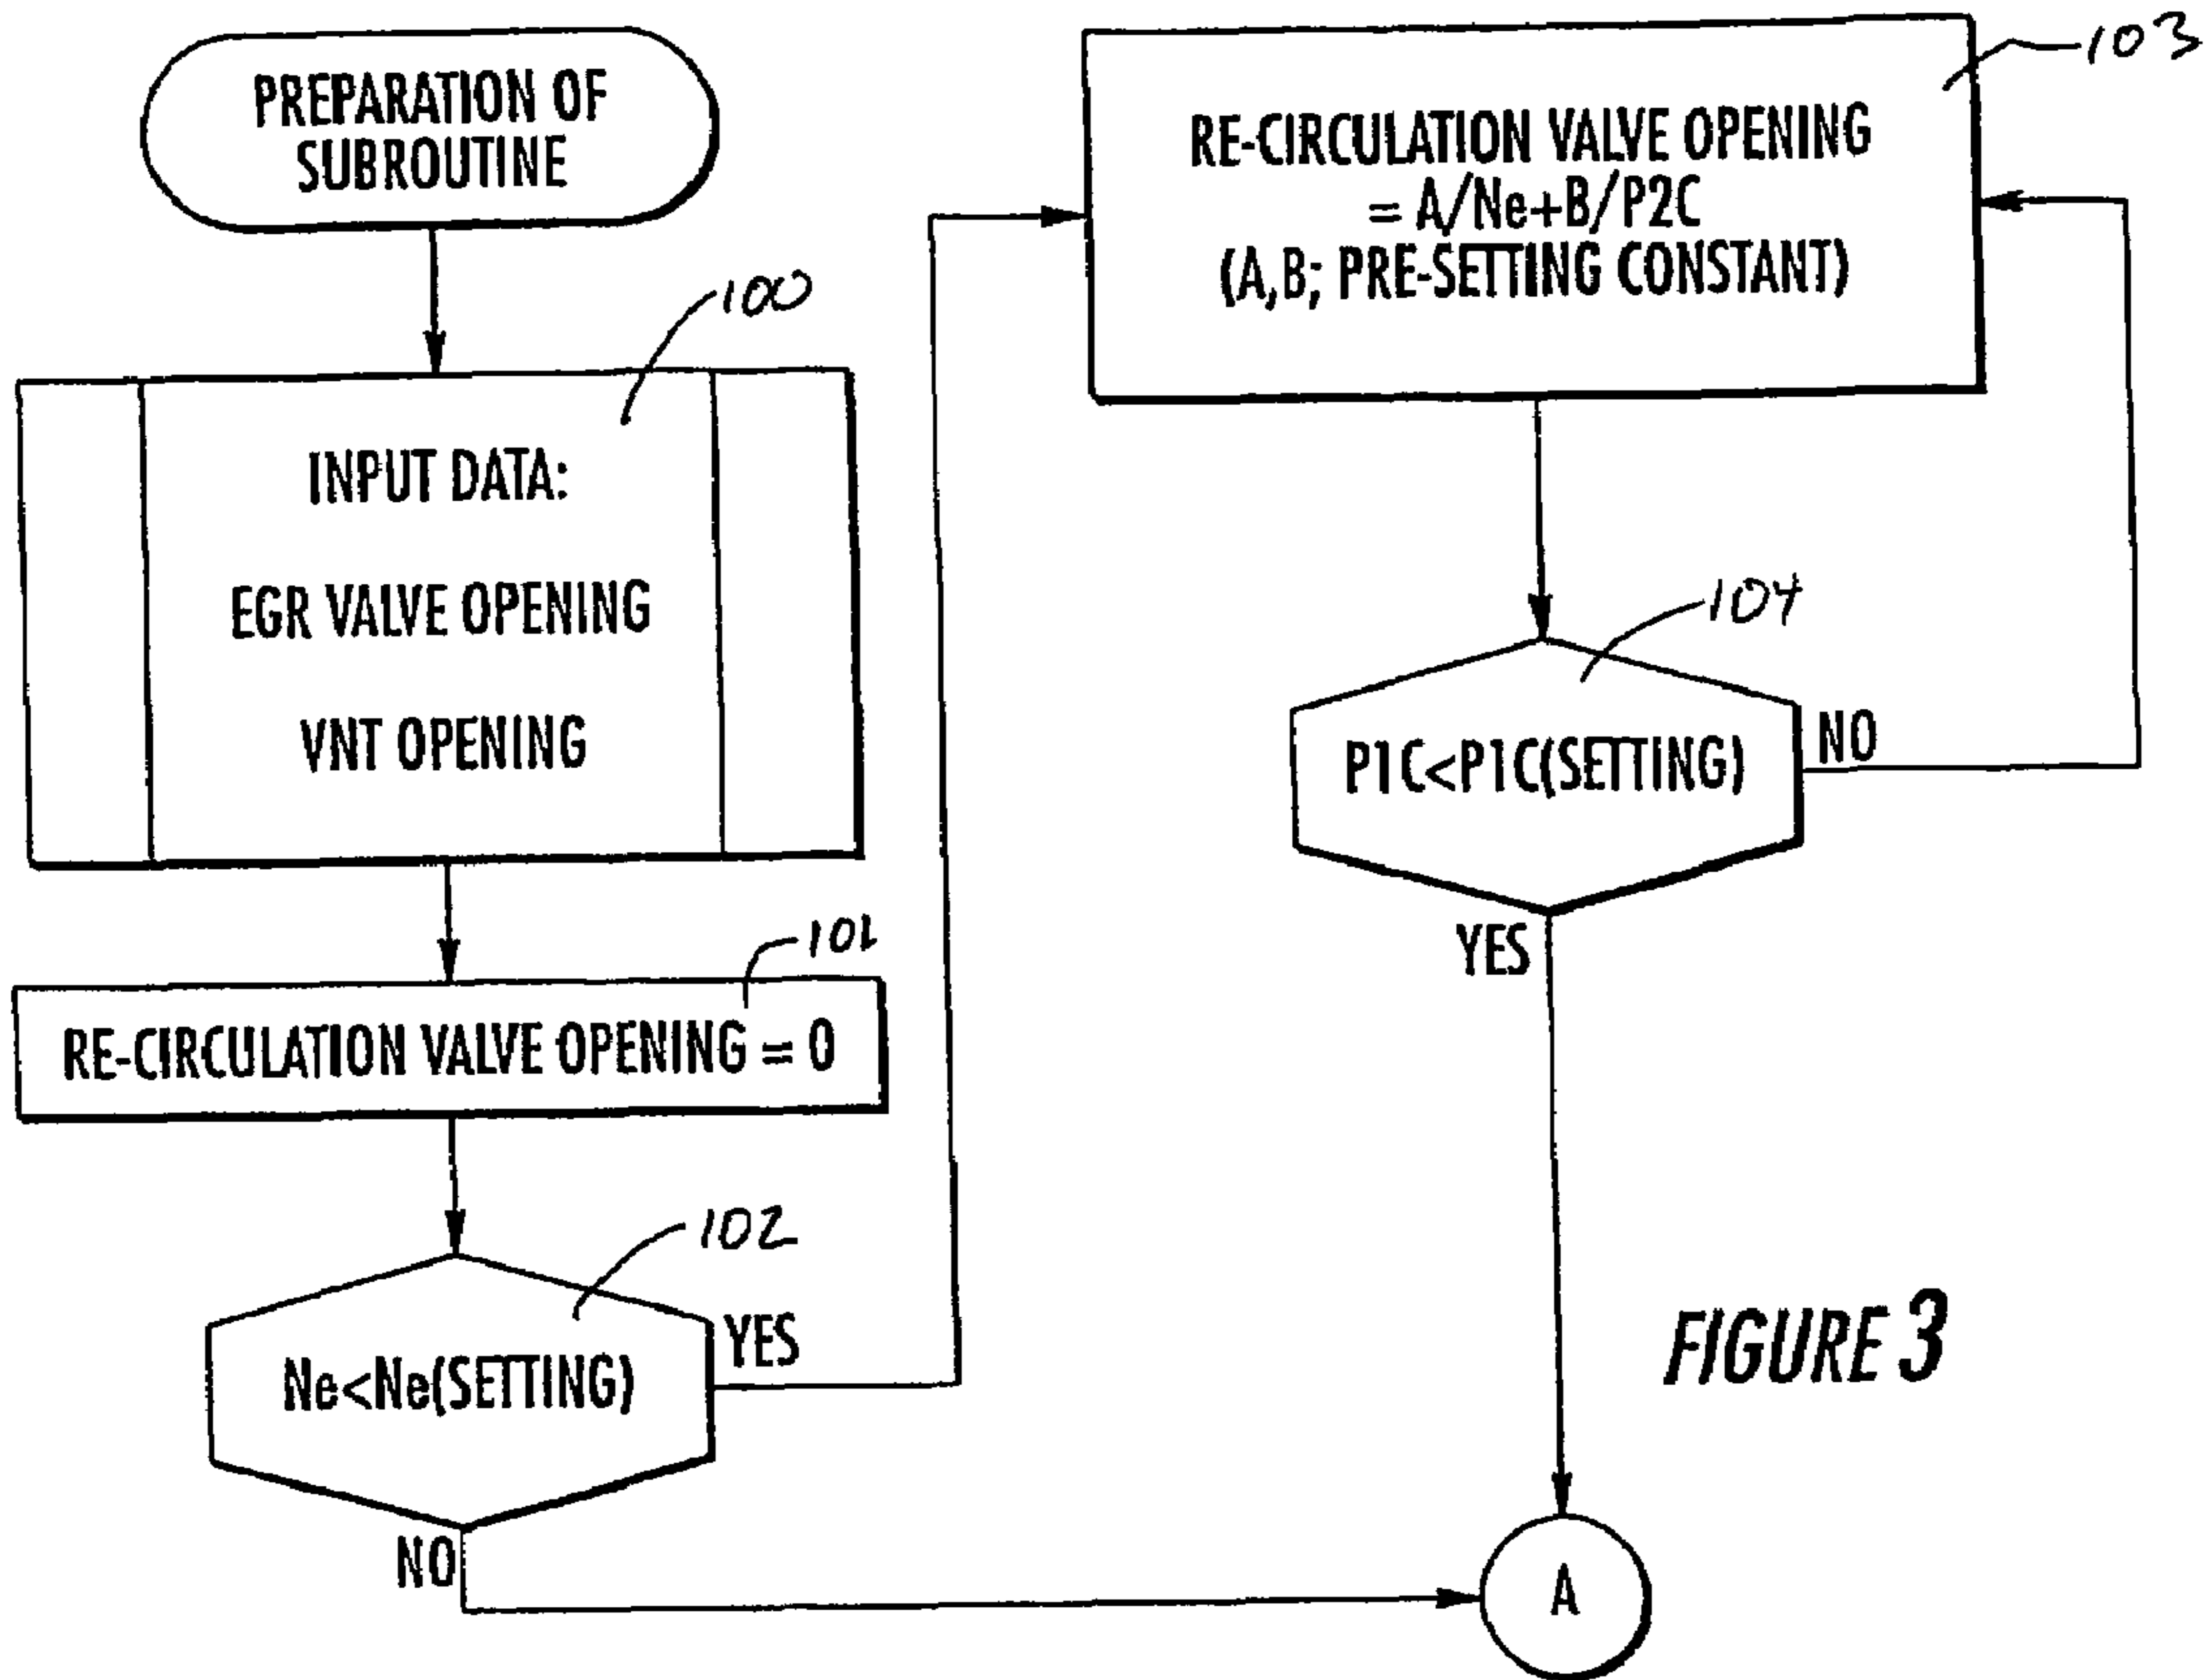 PREPARATION OF
SUBROUTINE
100
INPUT DATA:
EGR VALVE OPENING
VNT OPENING
101
RE-CIRCULATION VALVE OPENING = 0
102
Ne<Ne(SETTING)
YES
NO
103
RE-CIRCULATION VALVE OPENING
= A/Ne+B/P2C
(A,B; PRE-SETTING CONSTANT)
104
P1C<P1C(SETTING)
NO
YES
A
FIGURE 3